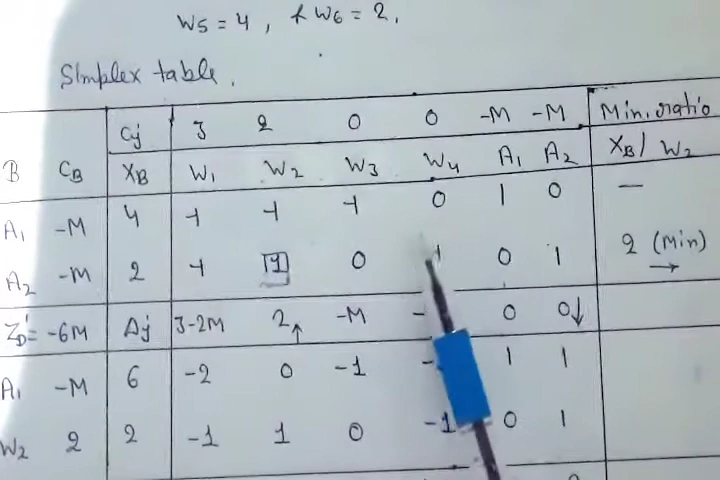 W5 = 4, & W6 = 2,
Simplex table.
Cj 3 2 0 0 -M -M Min. ratio
B CB XB W1 W2 W3 W4 A1 A2 XB/ W2
A1 -M 4 -1 -1 -1 0 1 0 —
A2 -M 2 -1 1 0 0 1 2 (Min) →
ZD' = -6M Δj 3-2M 2↑ -M 0 0↓
A1 -M 6 -2 0 -1 1 1
W2 2 2 -1 1 0 -1 0 1